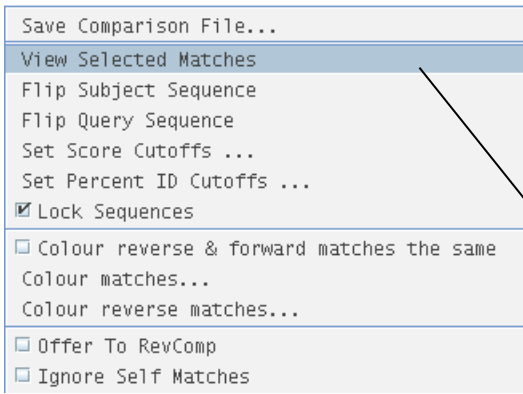 Save Comparison File...
View Selected Matches
Flip Subject Sequence
Flip Query Sequence
Set Score Cutoffs ...
Set Percent ID Cutoffs ...
Lock Sequences
Colour reverse & forward matches the same
Colour matches...
Colour reverse matches...
Offer To RevComp
Ignore Self Matches